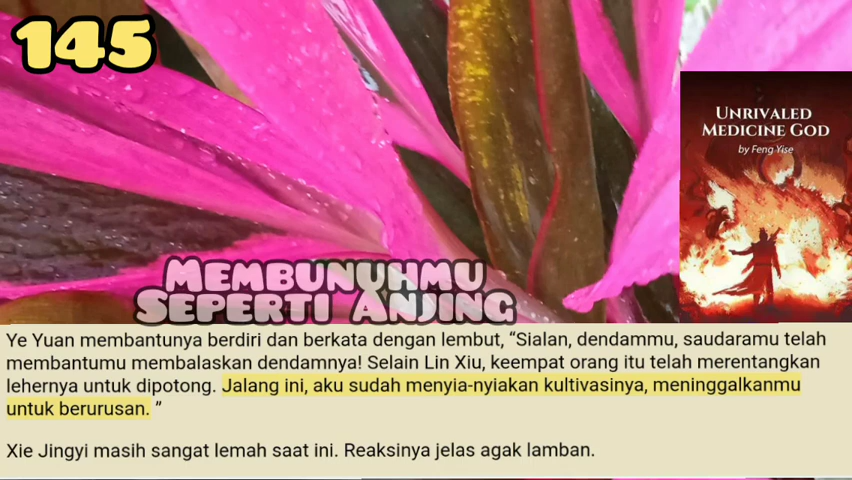 145
UNRIVALED
MEDICINE GOD
by Feng Yise
MEMBUNUHMU
SEPERTI ANJING
Ye Yuan membantunya berdiri dan berkata dengan lembut, “Sialan, dendammu, saudaramu telah
membantumu membalaskan dendamnya! Selain Lin Xiu, keempat orang itu telah merentangkan
lehernya untuk dipotong. Jalang ini, aku sudah menyia-nyiakan kultivasinya, meninggalkanmu
untuk berurusan. ”
Xie Jingyi masih sangat lemah saat ini. Reaksinya jelas agak lamban.